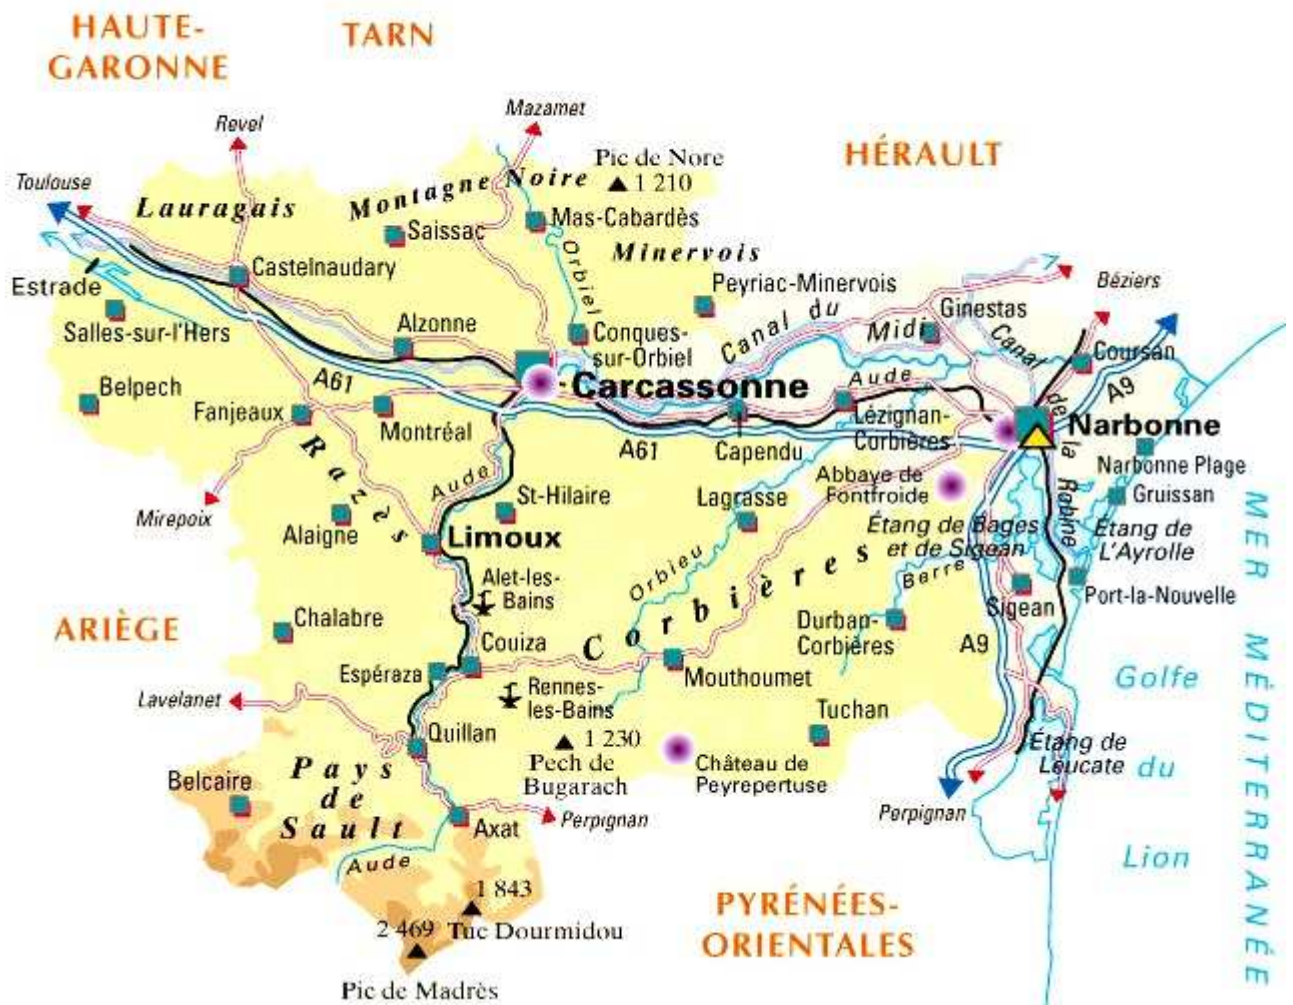 HAUTE-
GARONNE
TARN
Mazamet
Revel
HÉRAULT
Pic de Nore
1 210
Toulouse
Lauragais
Montagne Noire
Mas-Cabardès
Saissac
Orbiel
Minervois
Castelnaudary
Peyriac-Minervois
Béziers
Estrade
Salles-sur-l'Hers
Alzonne
Conques-
sur-Orbiel
Canal du
Midi
Ginestas
Canal
de
la
Robine
Coursan
A61
Belpech
Carcassonne
Aude
A9
Fanjeaux
Montréal
A61
Capendu
Lézignan-
Corbières
Narbonne
Razès
Aude
Narbonne Plage
Abbaye de
Fontfroide
Gruissan
Mirepoix
St-Hilaire
Lagrasse
Alaigne
Limoux
Étang de Bages
et de Sigean
Étang de
L'Ayrolle
Orbieu
Berre
Alet-les-
Bains
Sigean
Port-la-Nouvelle
ARIÈGE
Chalabre
Corbières
Durban-
Corbières
Couiza
A9
Espéraza
Mouthoumet
Golfe
du
Lion
MER MÉDITERRANÉE
Lavelanet
Rennes-
les-Bains
Quillan
1 230
Pech de
Bugarach
Tuchan
Étang de
Leucate
Belcaire
Pays
de
Sault
Château de
Peyrepertuse
Axat
Perpignan
Perpignan
Aude
1 843
Tuc Dourmidou
2 469
Pic de Madrès
PYRÉNÉES-
ORIENTALES